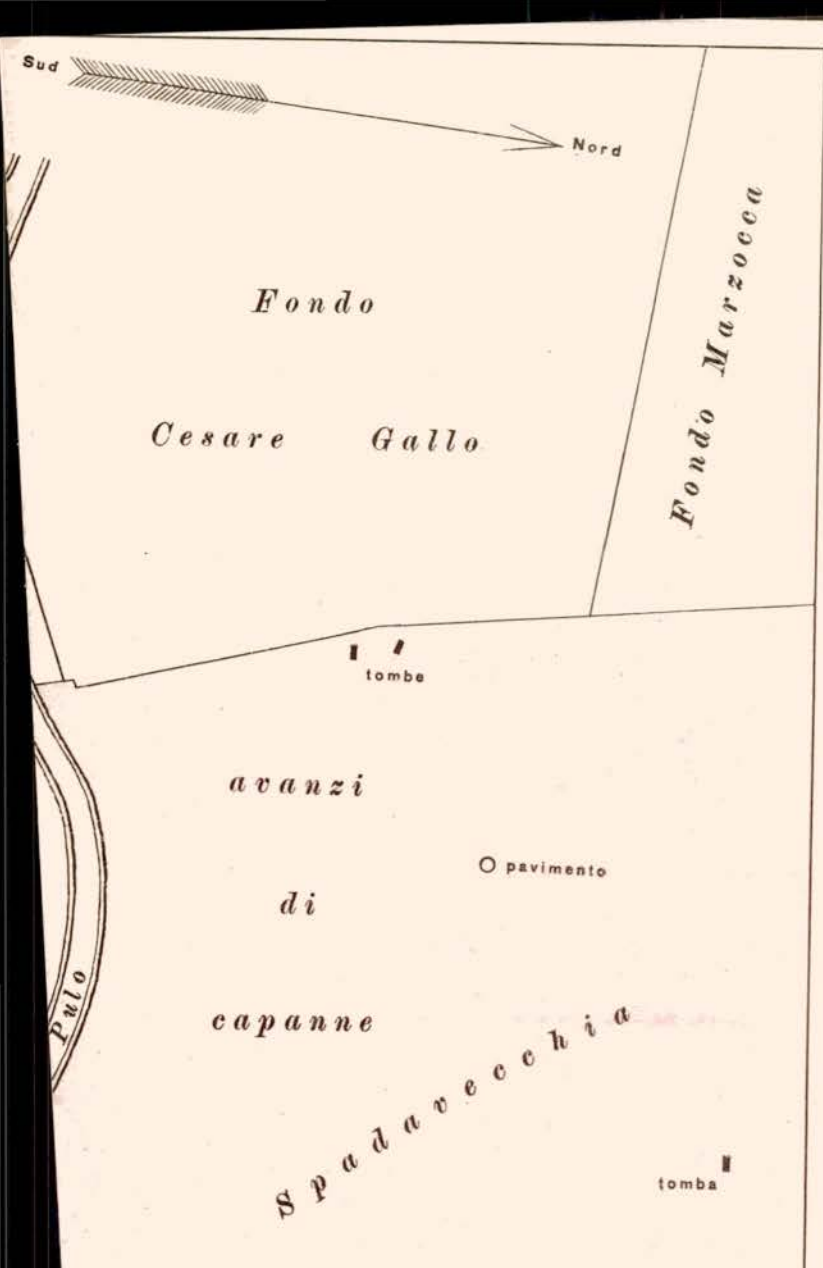 Sud
Nord
Fondo
Cesare Gallo
Fondo Marzocca
tombe
avanzi
pavimento
di
Pulo
capanne
Spadavecchia
tomba